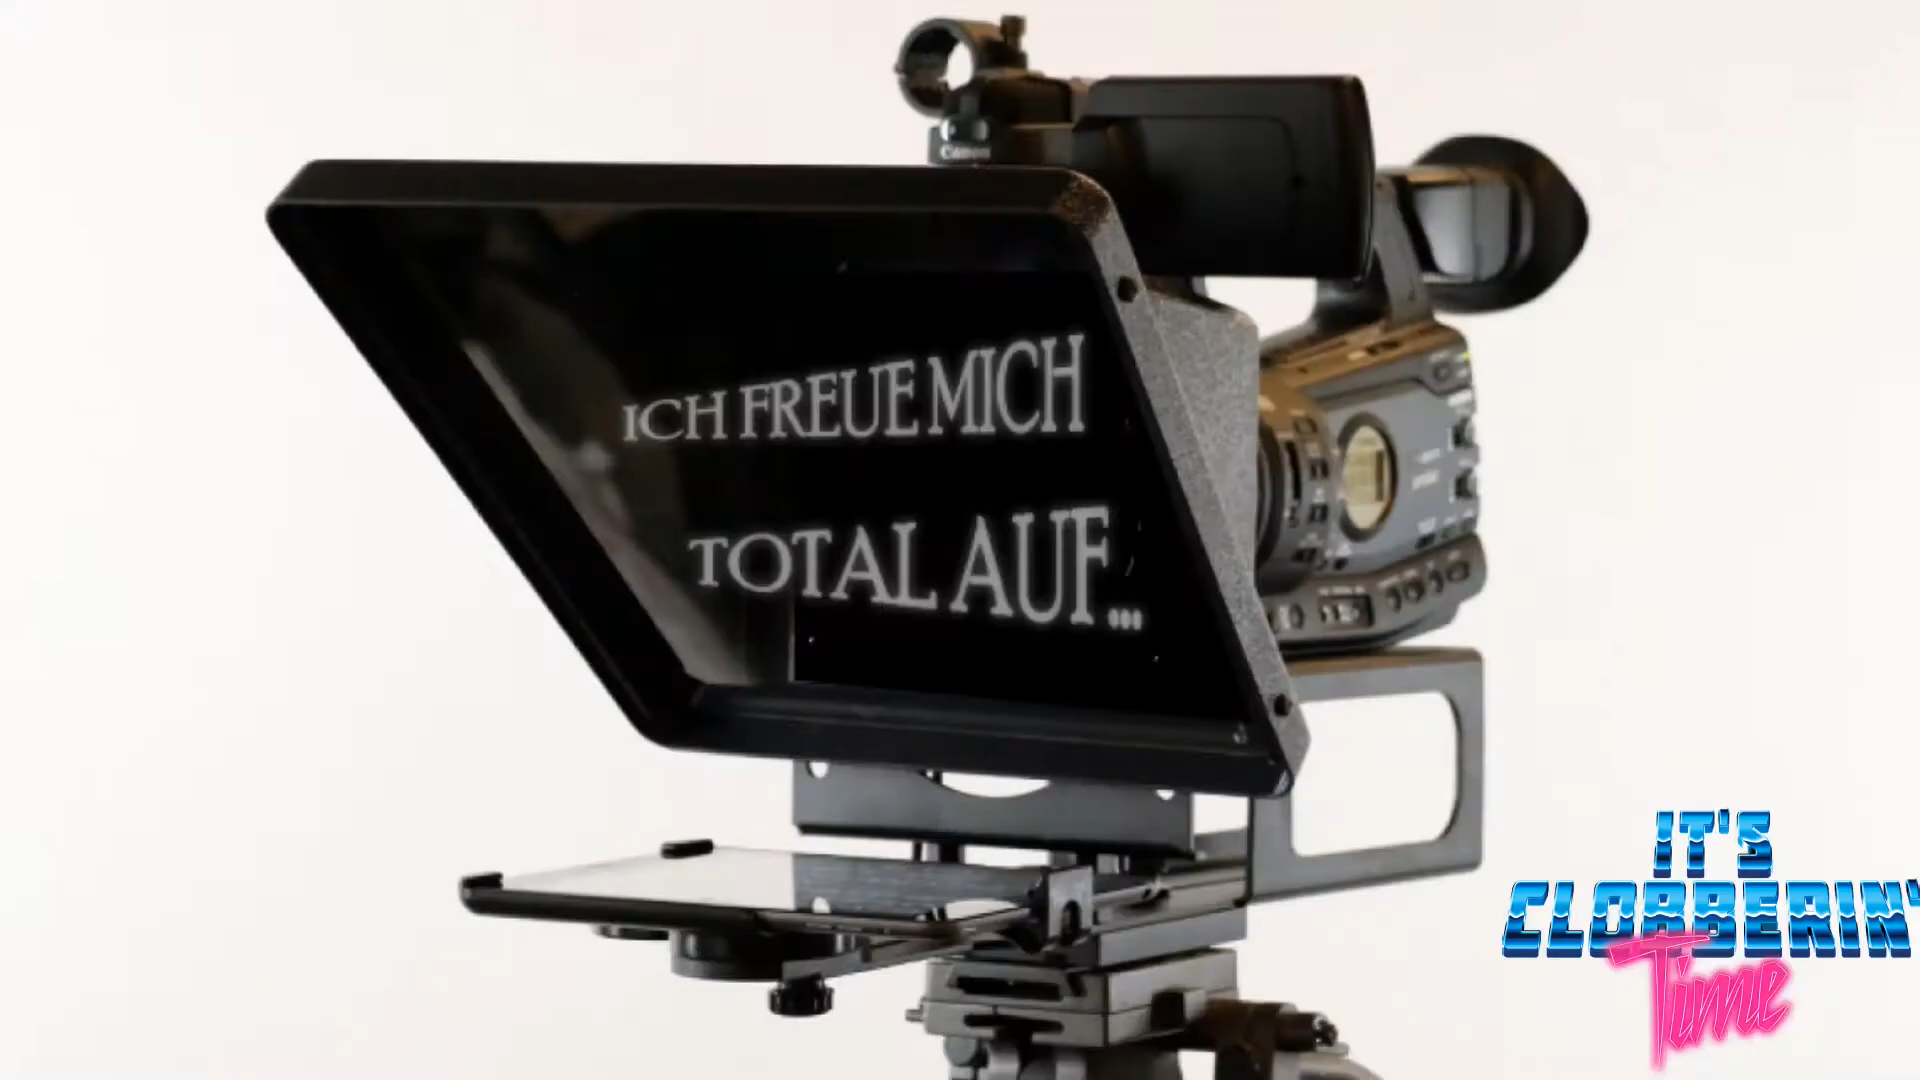 Canon
ICH FREUE MICH
TOTAL AUF...
IT'S
CLOBBERIN'
Time